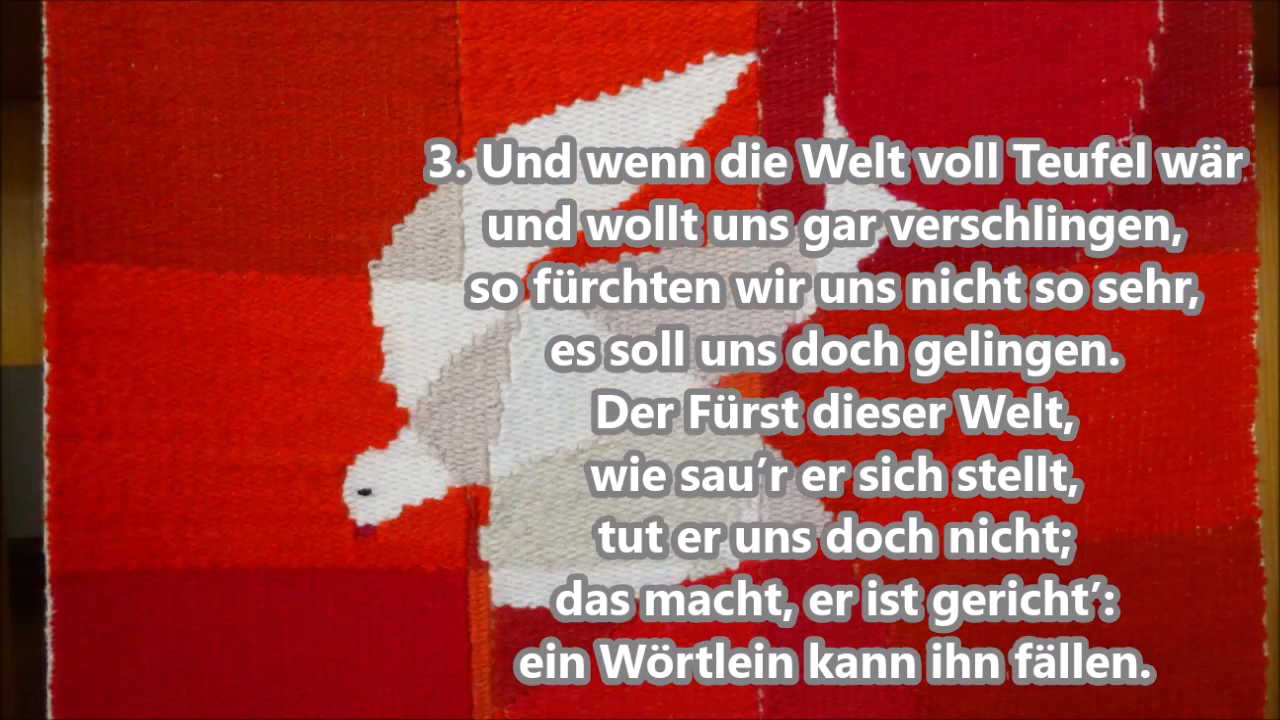 3. Und wenn die Welt voll Teufel wär
und wollt uns gar verschlingen,
so fürchten wir uns nicht so sehr,
es soll uns doch gelingen.
Der Fürst dieser Welt,
wie sau’r er sich stellt,
tut er uns doch nicht;
das macht, er ist gericht’:
ein Wörtlein kann ihn fällen.